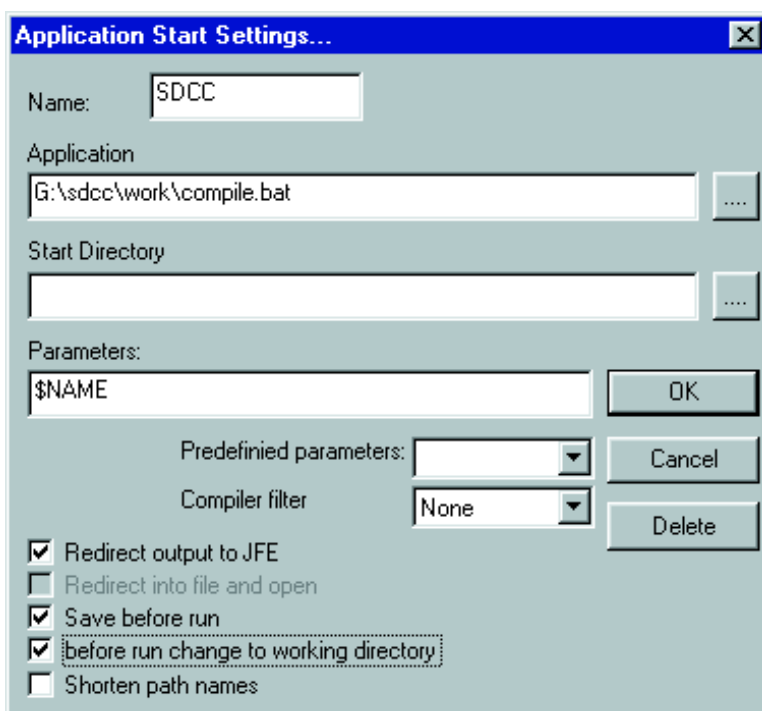 Application Start Settings...
Name: SDCC
Application
G:\sdcc\work\compile.bat
....
Start Directory
....
Parameters:
$NAME
OK
Predefinied parameters:
Cancel
Compiler filter None
Delete
Redirect output to JFE
Redirect into file and open
Save before run
before run change to working directory
Shorten path names